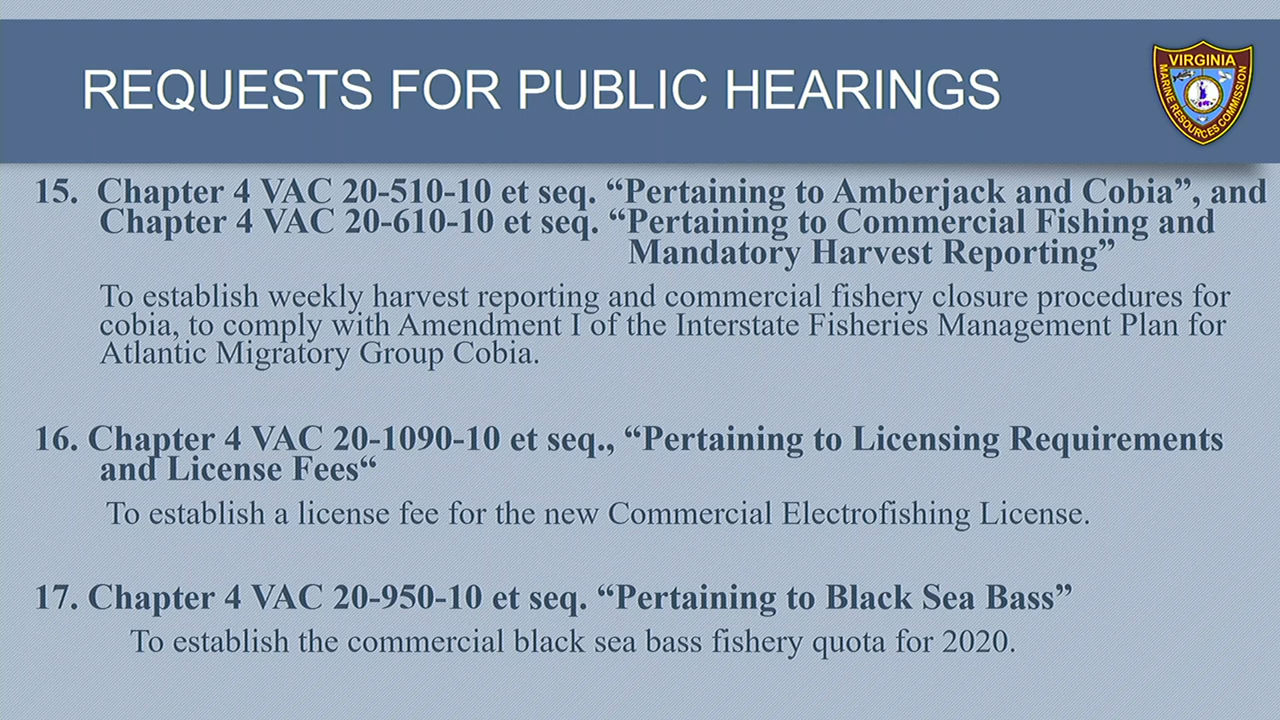 REQUESTS FOR PUBLIC HEARINGS
VIRGINIA
MARINE RESOURCES COMMISSION
15. Chapter 4 VAC 20-510-10 et seq. “Pertaining to Amberjack and Cobia”, and
Chapter 4 VAC 20-610-10 et seq. “Pertaining to Commercial Fishing and
Mandatory Harvest Reporting”
To establish weekly harvest reporting and commercial fishery closure procedures for
cobia, to comply with Amendment I of the Interstate Fisheries Management Plan for
Atlantic Migratory Group Cobia.
16. Chapter 4 VAC 20-1090-10 et seq., “Pertaining to Licensing Requirements
and License Fees“
To establish a license fee for the new Commercial Electrofishing License.
17. Chapter 4 VAC 20-950-10 et seq. “Pertaining to Black Sea Bass”
To establish the commercial black sea bass fishery quota for 2020.